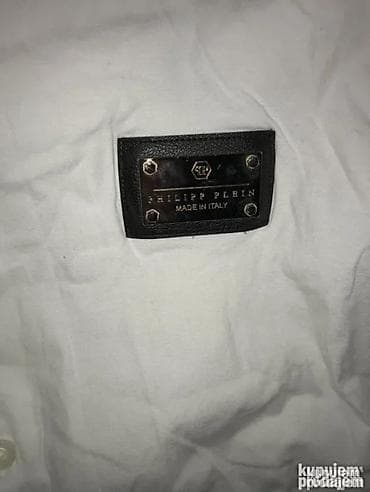 PHILIPP PLEIN
MADE IN ITALY
kupujem
prodajem